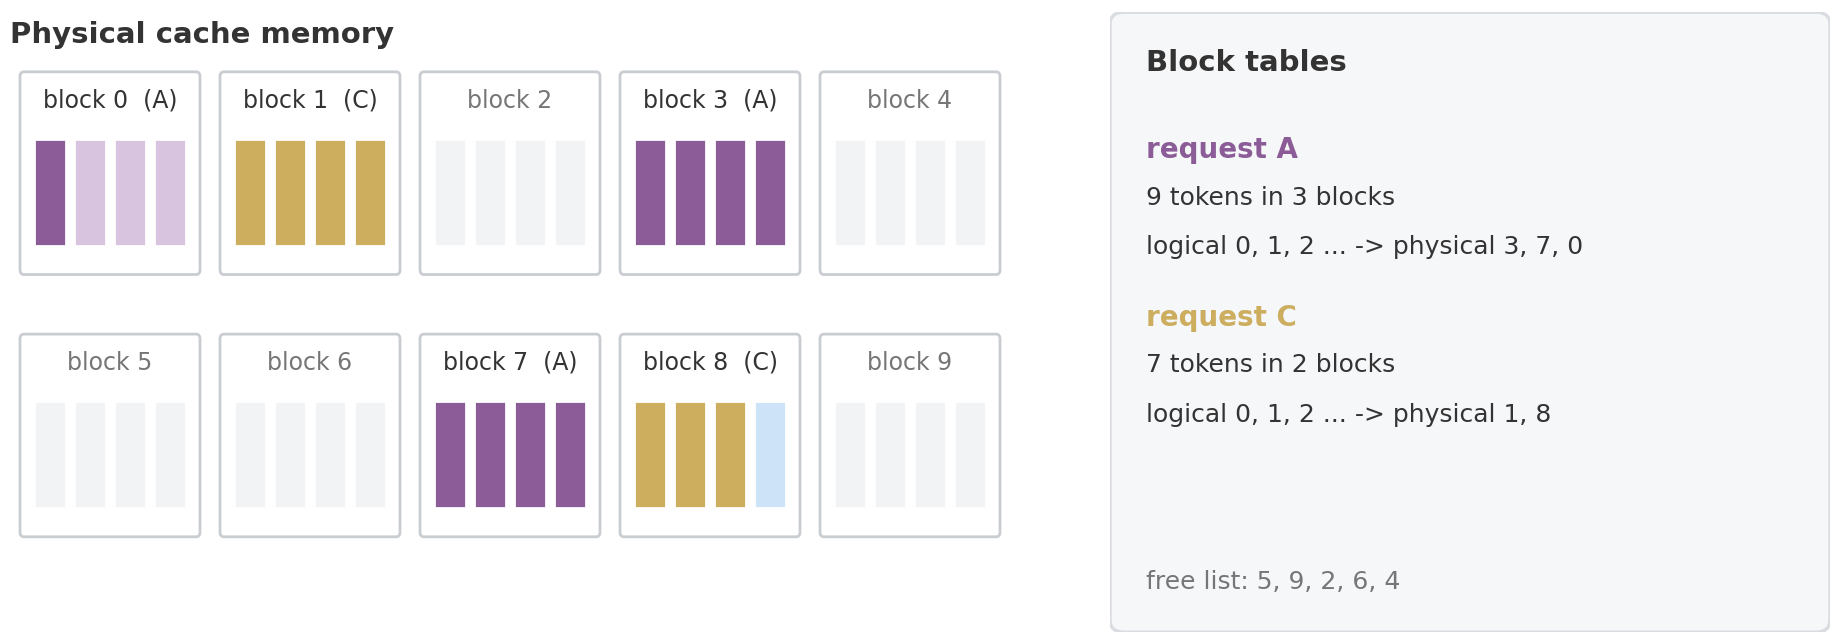 Physical cache memory
block 0  (A)
block 1  (C)
block 2
block 3  (A)
block 4
block 5
block 6
block 7  (A)
block 8  (C)
block 9
Block tables
request A
9 tokens in 3 blocks
logical 0, 1, 2 ... -> physical 3, 7, 0
request C
7 tokens in 2 blocks
logical 0, 1, 2 ... -> physical 1, 8
free list: 5, 9, 2, 6, 4